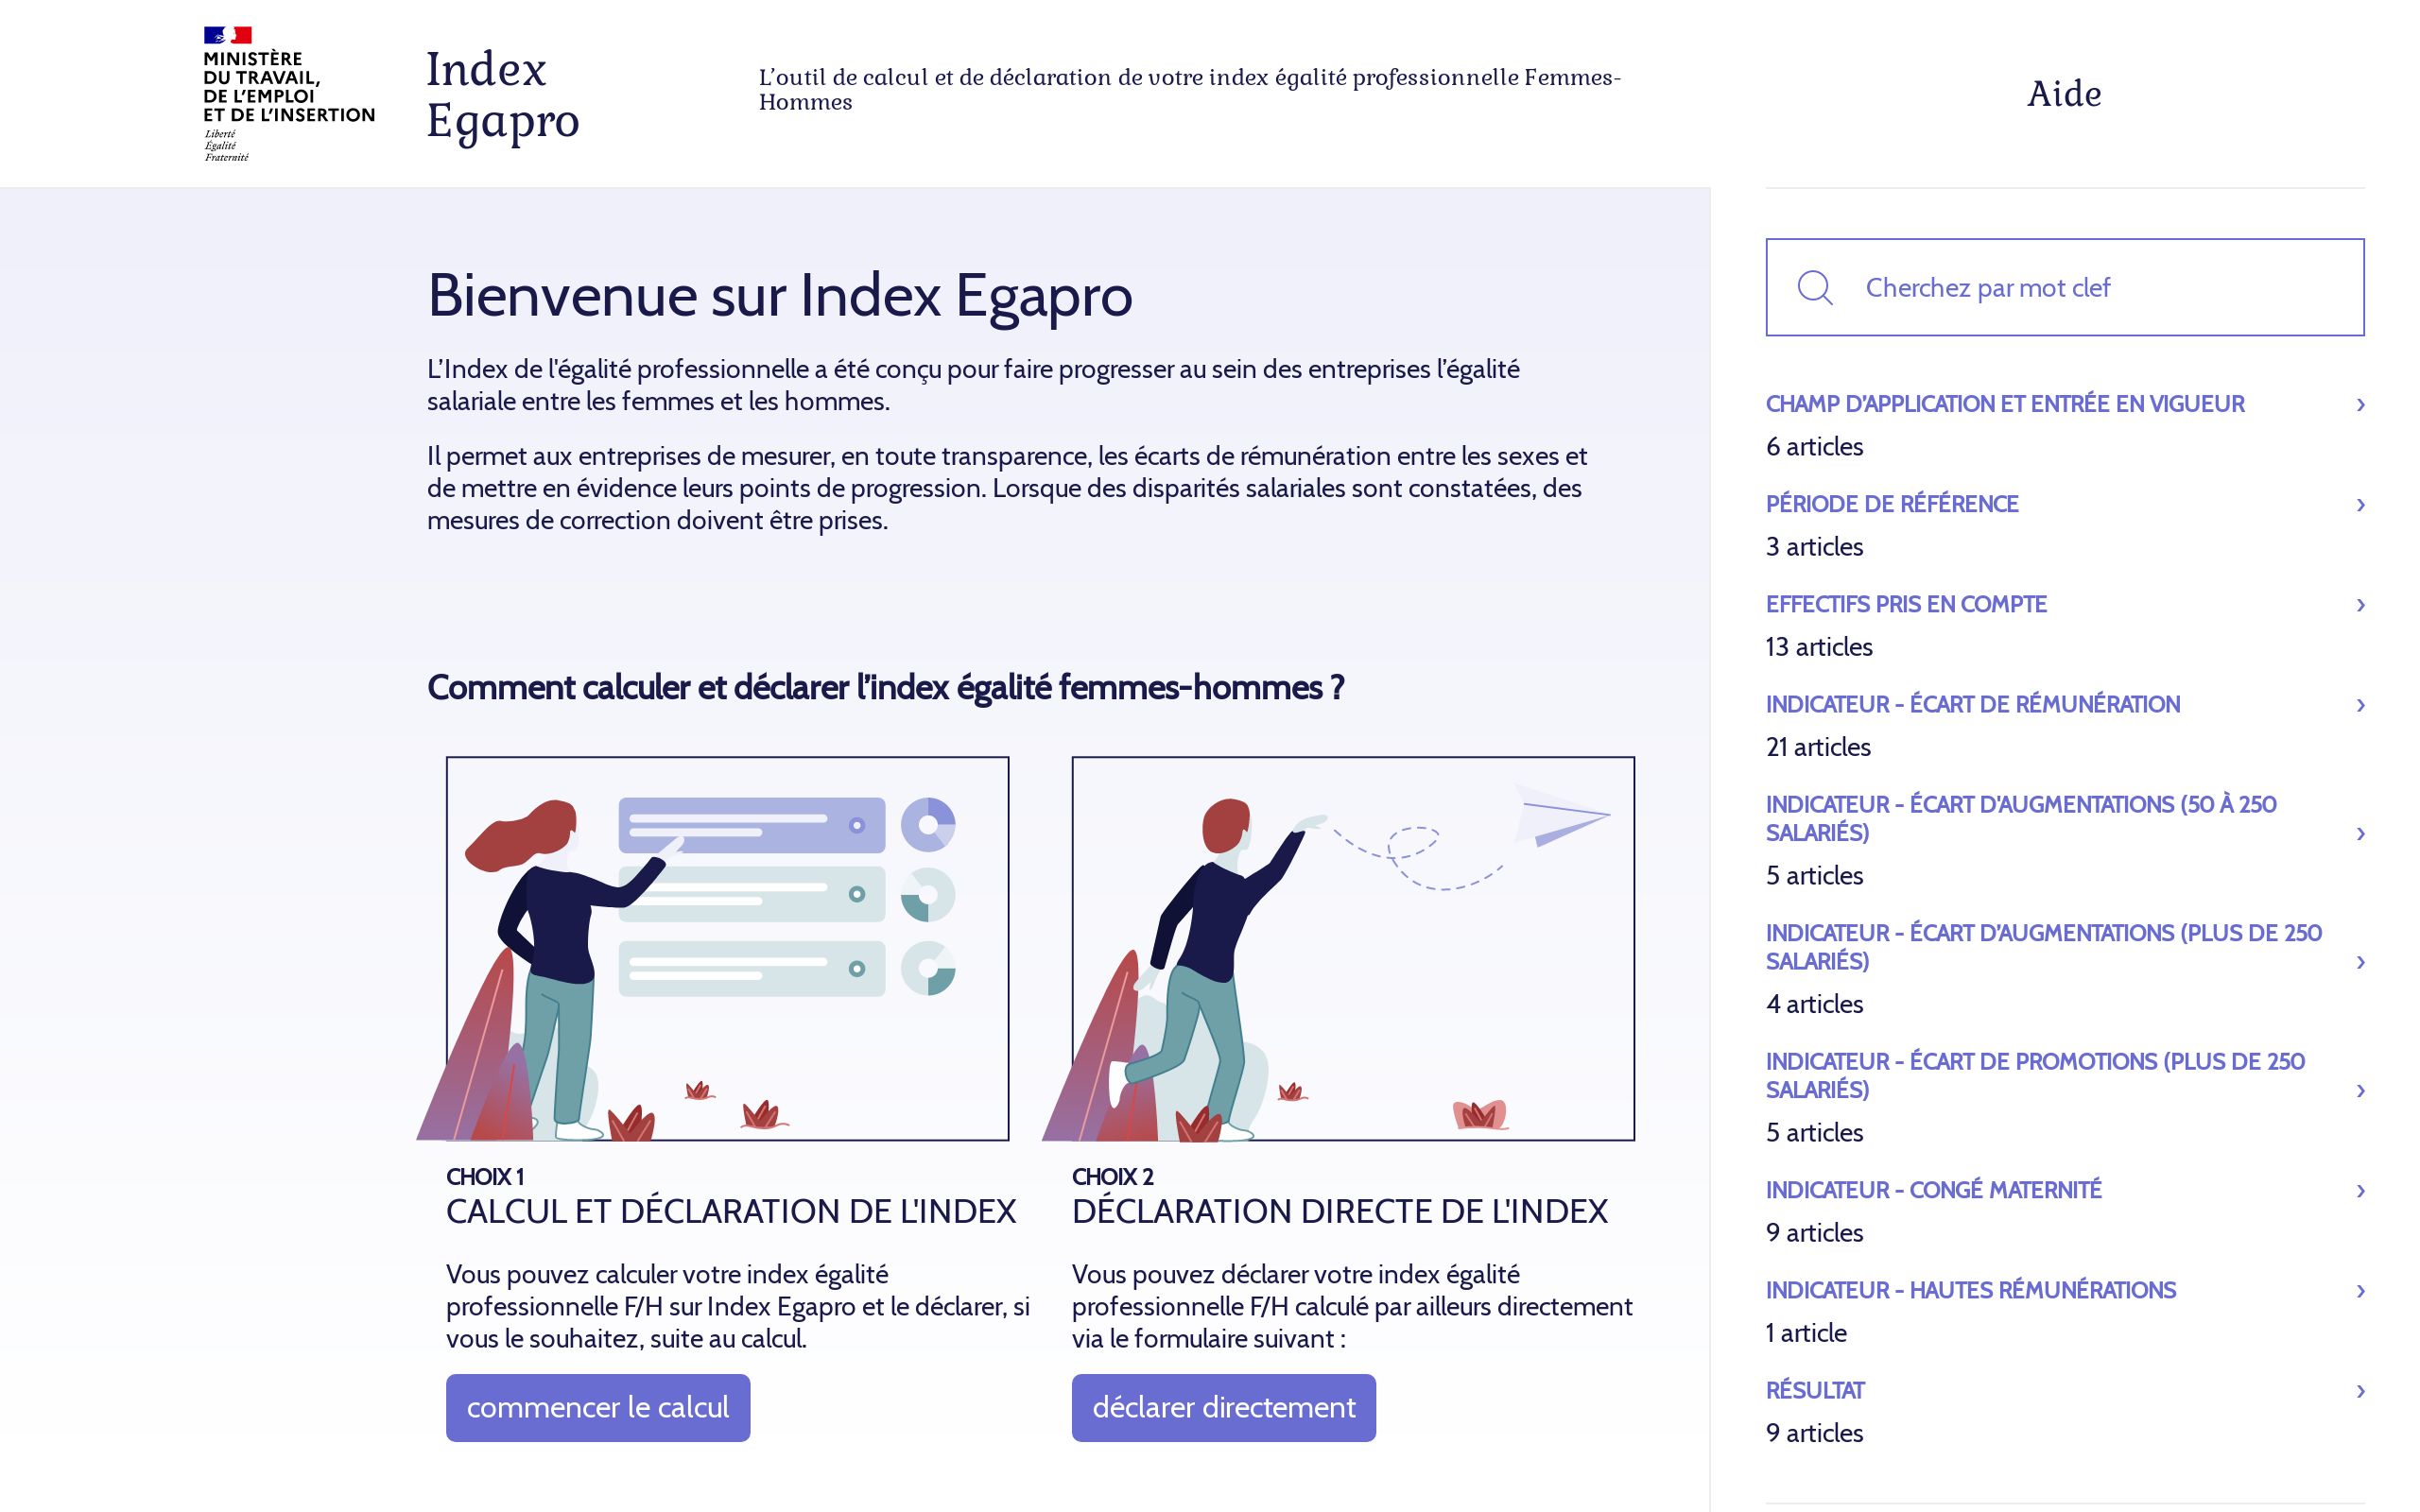 MINISTÈRE
DU TRAVAIL,
DE L'EMPLOI
ET DE L'INSERTION
Liberté
Égalité
Fraternité
Index
Egapro
L'outil de calcul et de déclaration de votre index égalité professionnelle Femmes-
Hommes
Bienvenue sur Index Egapro
L'Index de l'égalité professionnelle a été conçu pour faire progresser au sein des entreprises l'égalité
salariale entre les femmes et les hommes.
Il permet aux entreprises de mesurer, en toute transparence, les écarts de rémunération entre les sexes et
de mettre en évidence leurs points de progression. Lorsque des disparités salariales sont constatées, des
mesures de correction doivent être prises.
Comment calculer et déclarer l'index égalité femmes-hommes ?
CHOIX 1
CALCUL ET DÉCLARATION DE L'INDEX
Vous pouvez calculer votre index égalité
professionnelle F/H sur Index Egapro et le déclarer, si
vous le souhaitez, suite au calcul.
commencer le calcul
CHOIX 2
DÉCLARATION DIRECTE DE L'INDEX
Vous pouvez déclarer votre index égalité
professionnelle F/H calculé par ailleurs directement
via le formulaire suivant :
déclarer directement
Aide
Cherchez par mot clef
CHAMP D'APPLICATION ET ENTRÉE EN VIGUEUR ›
6 articles
PÉRIODE DE RÉFÉRENCE ›
3 articles
EFFECTIFS PRIS EN COMPTE ›
13 articles
INDICATEUR - ÉCART DE RÉMUNÉRATION ›
21 articles
INDICATEUR - ÉCART D'AUGMENTATIONS (50 À 250
SALARIÉS) ›
5 articles
INDICATEUR - ÉCART D'AUGMENTATIONS (PLUS DE 250
SALARIÉS) ›
4 articles
INDICATEUR - ÉCART DE PROMOTIONS (PLUS DE 250
SALARIÉS) ›
5 articles
INDICATEUR - CONGÉ MATERNITÉ ›
9 articles
INDICATEUR - HAUTES RÉMUNÉRATIONS ›
1 article
RÉSULTAT ›
9 articles